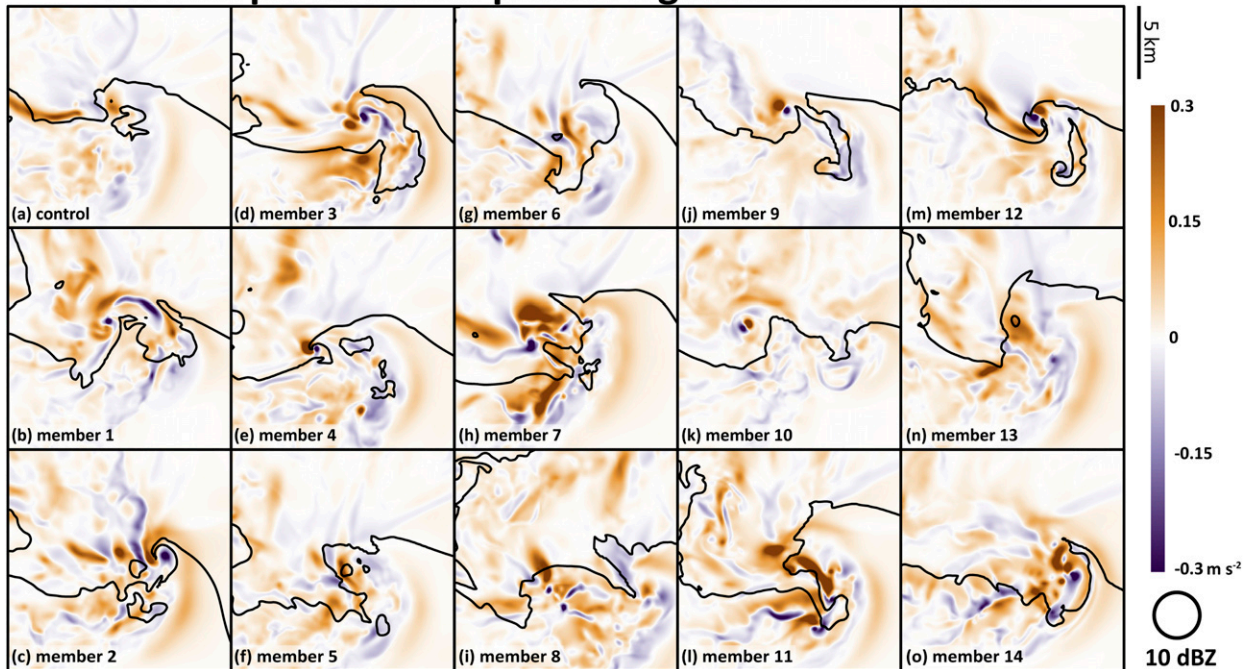 5 km
(a) control
(d) member 3
(g) member 6
(j) member 9
(m) member 12
(b) member 1
(e) member 4
(h) member 7
(k) member 10
(n) member 13
(c) member 2
(f) member 5
(i) member 8
(l) member 11
(o) member 14
0.3
0.15
0
-0.15
-0.3 m s⁻²
10 dBZ